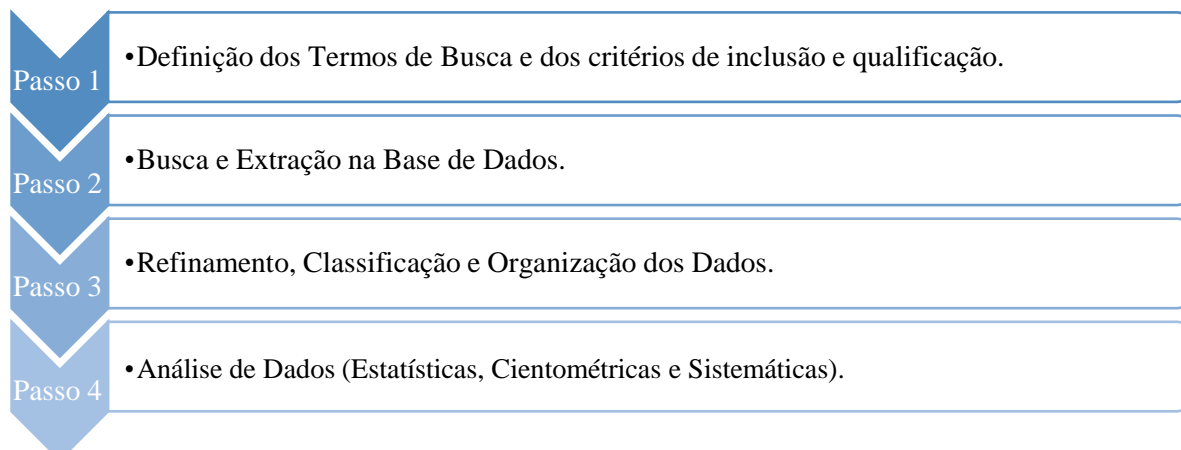 Passo 1
•Definição dos Termos de Busca e dos critérios de inclusão e qualificação.
Passo 2
•Busca e Extração na Base de Dados.
Passo 3
•Refinamento, Classificação e Organização dos Dados.
Passo 4
•Análise de Dados (Estatísticas, Cientométricas e Sistemáticas).